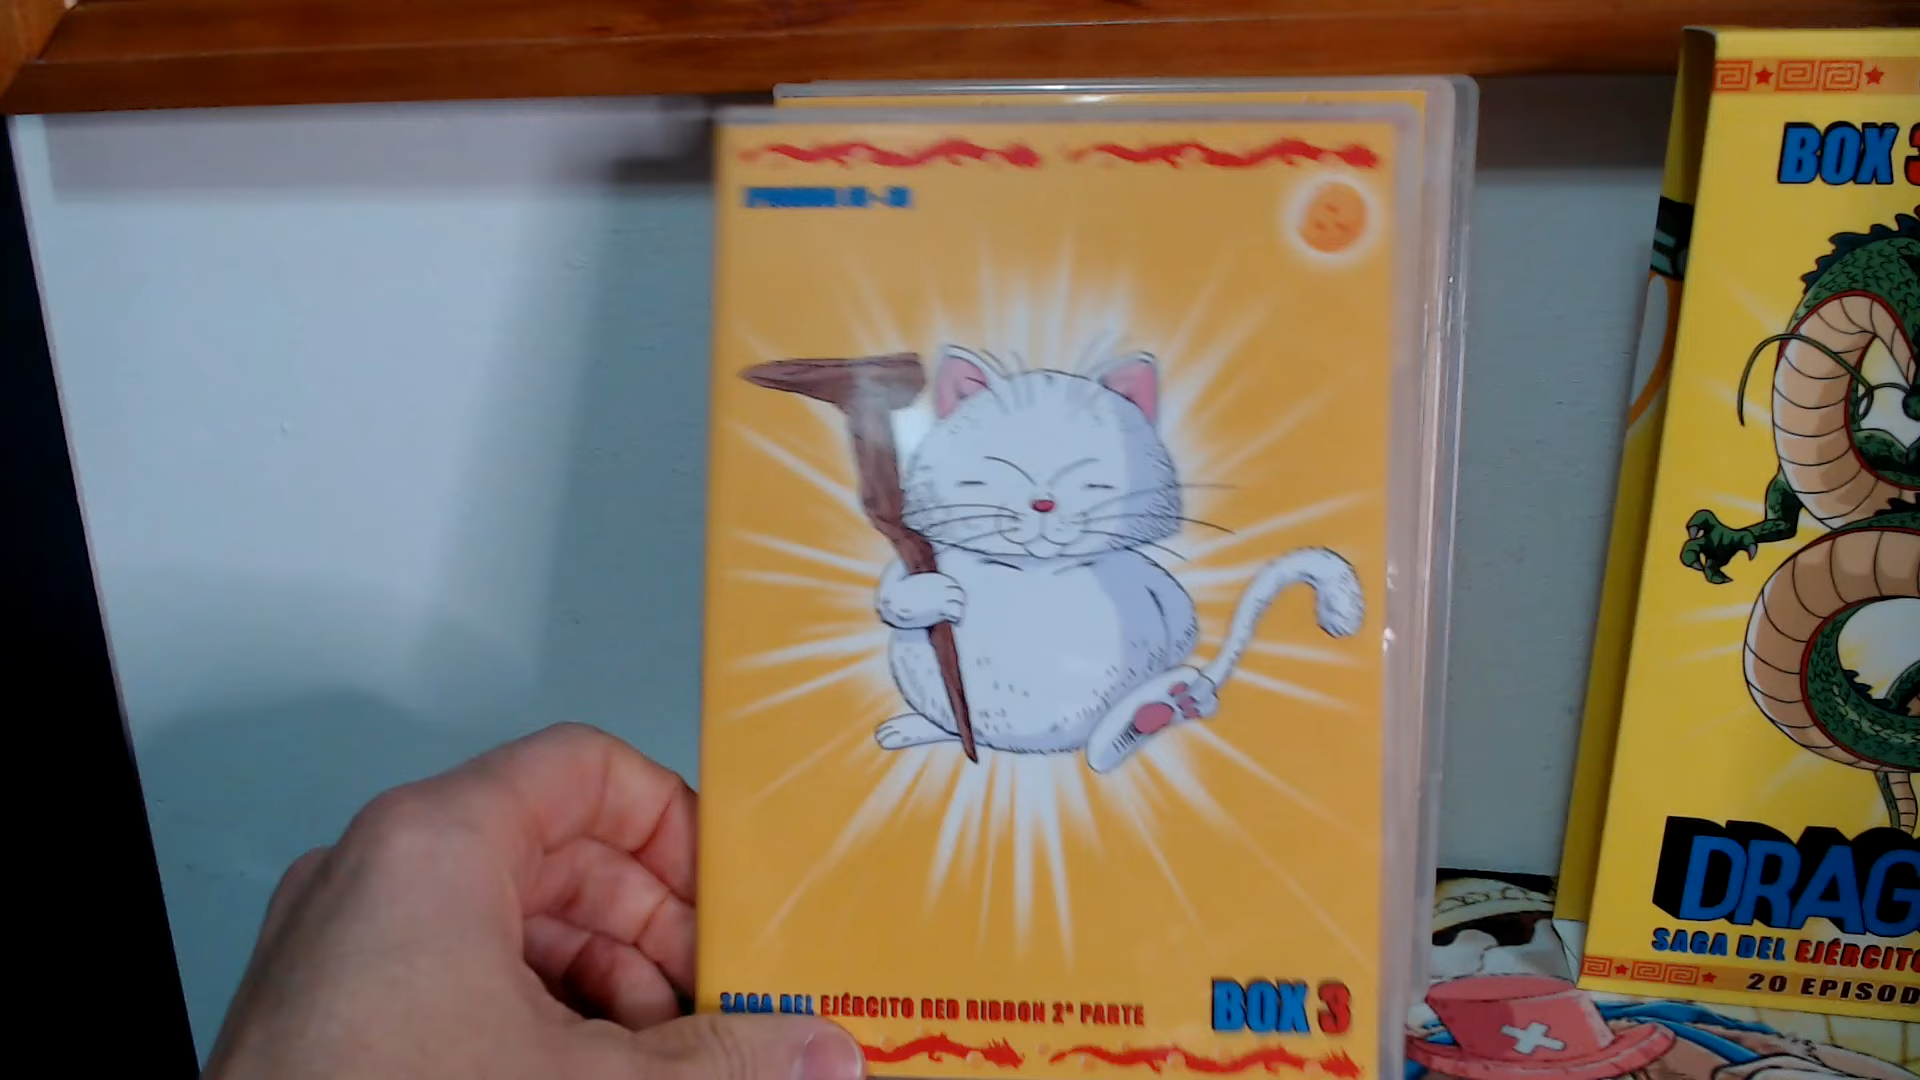 SAGA DEL EJÉRCITO RED RIBBON 2ª PARTE
BOX 3
BOX 3
DRAG
SAGA DEL EJÉRCITO
20 EPISOD